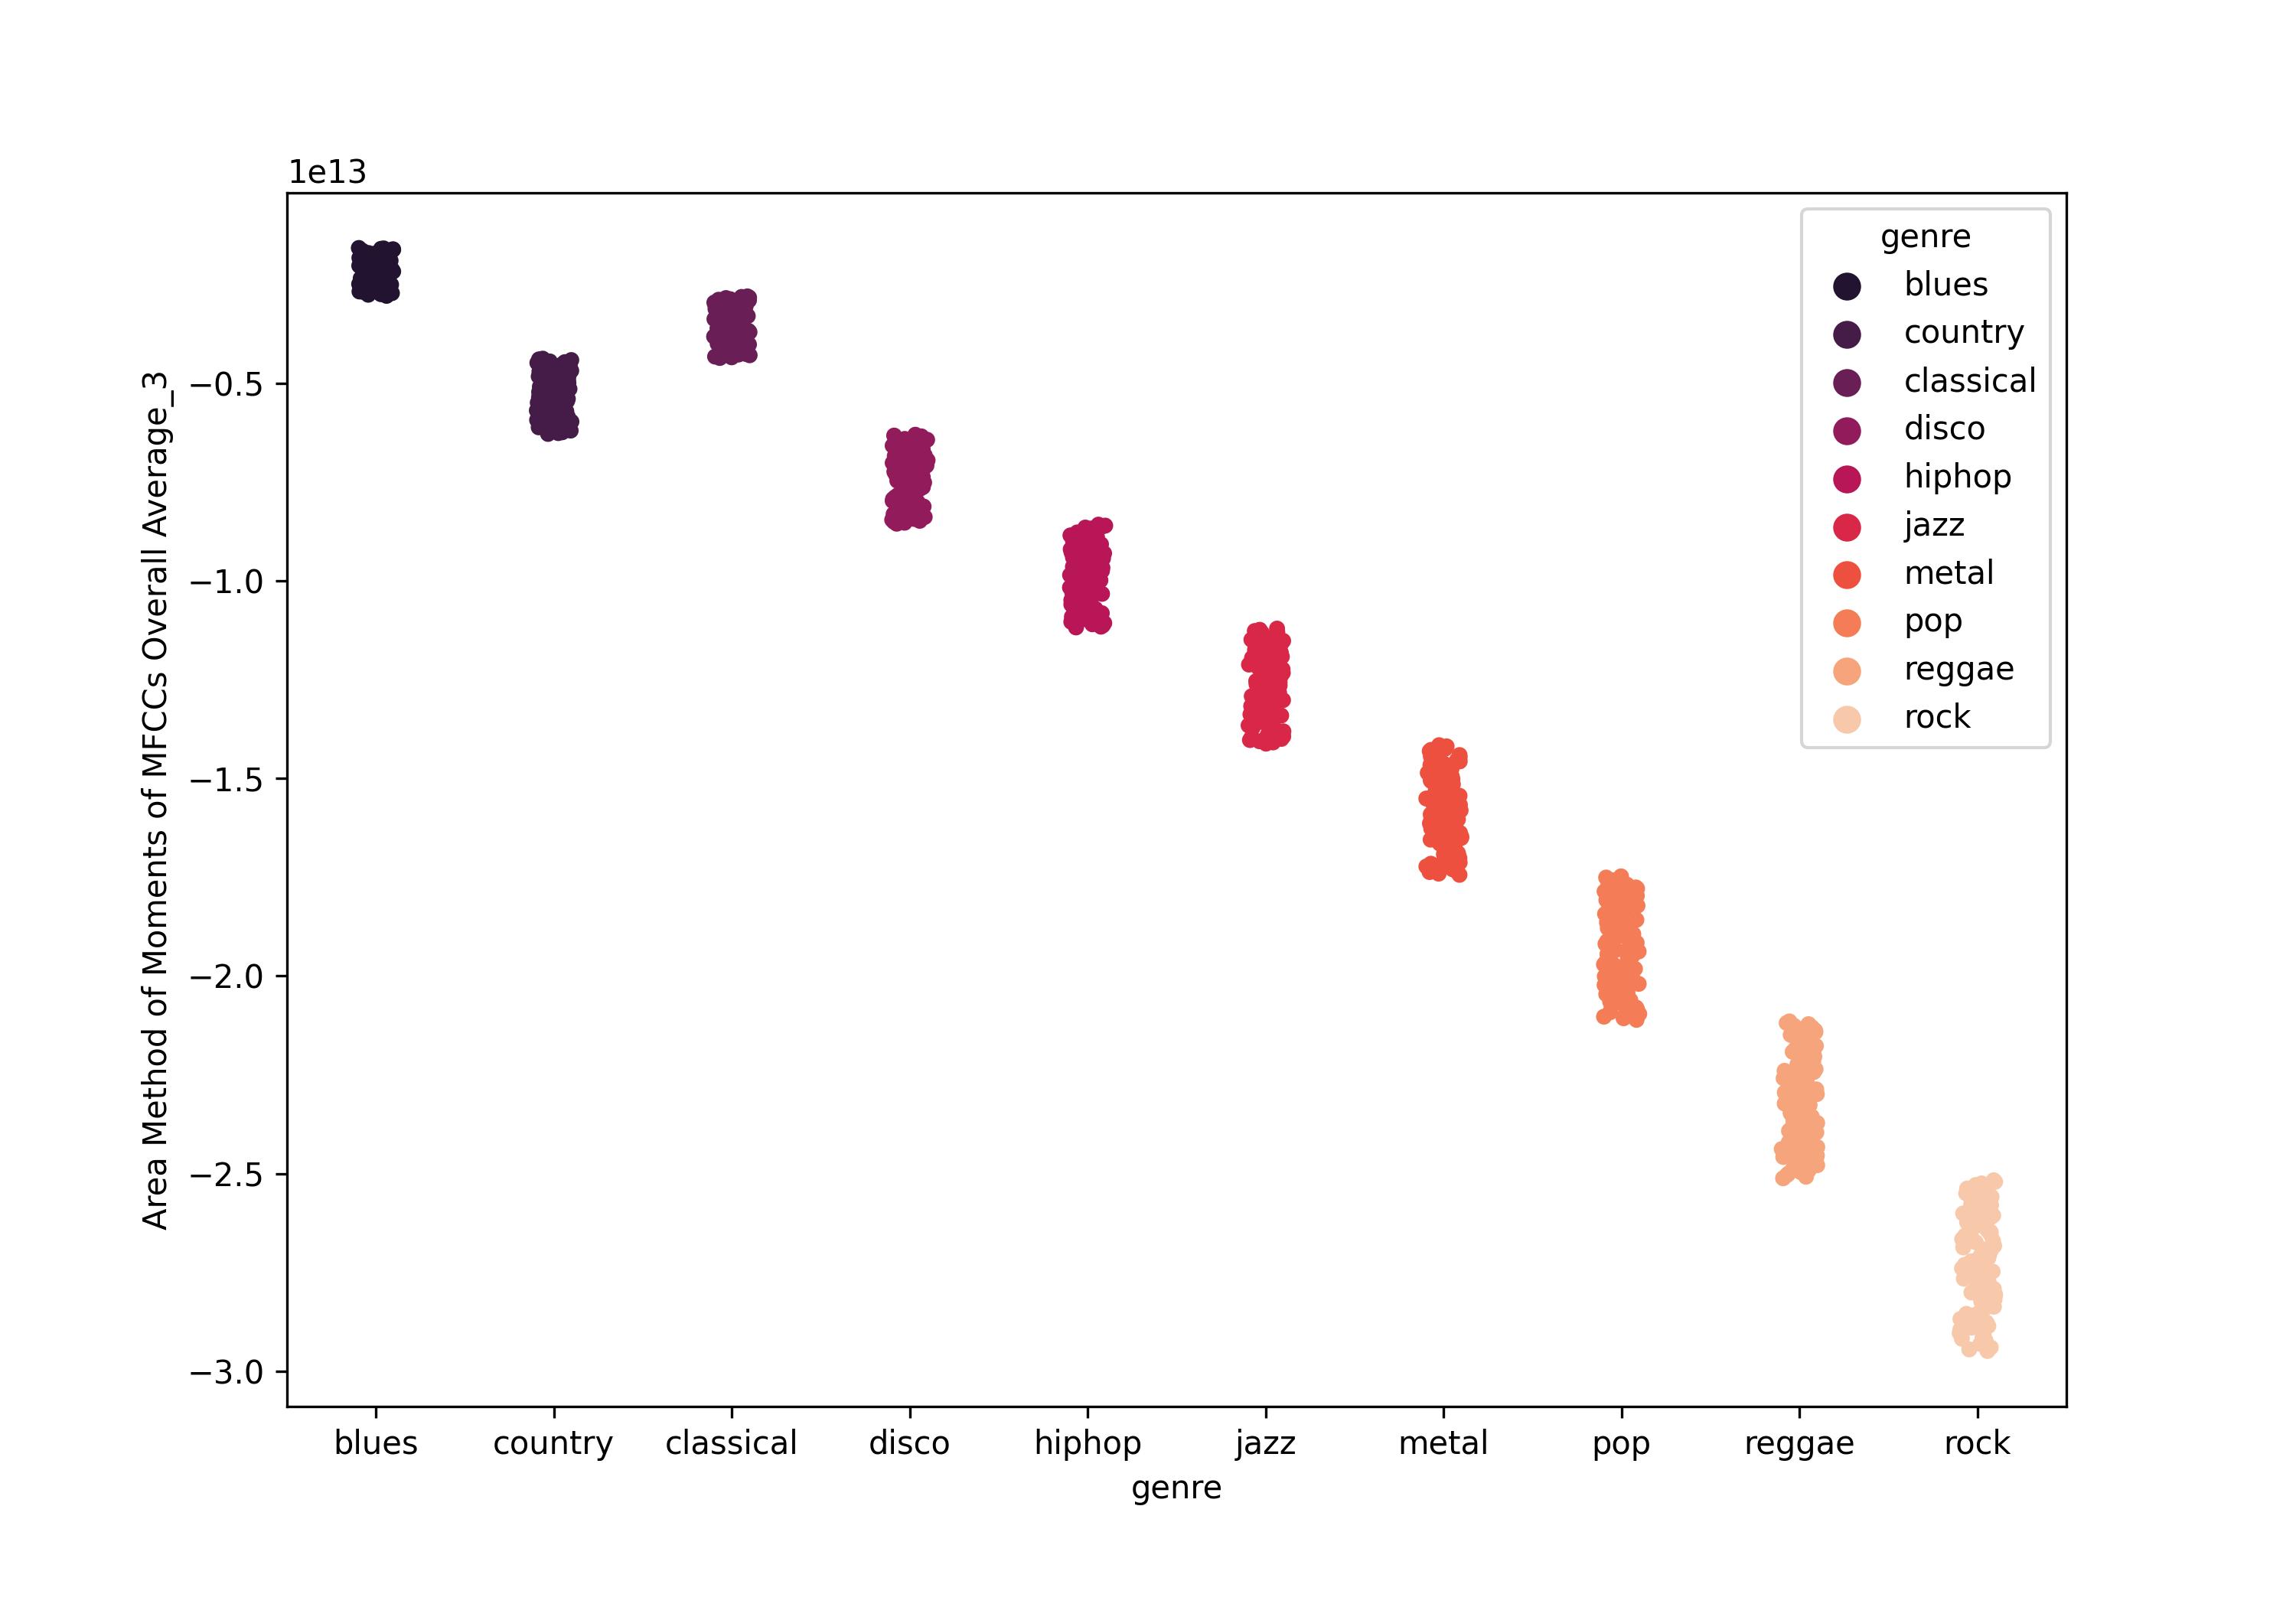 1e13
Area Method of Moments of MFCCs Overall Average_3
−0.5
−1.0
−1.5
−2.0
−2.5
−3.0
genre
blues
country
classical
disco
hiphop
jazz
metal
pop
reggae
rock
blues country classical disco hiphop jazz metal pop reggae rock
genre